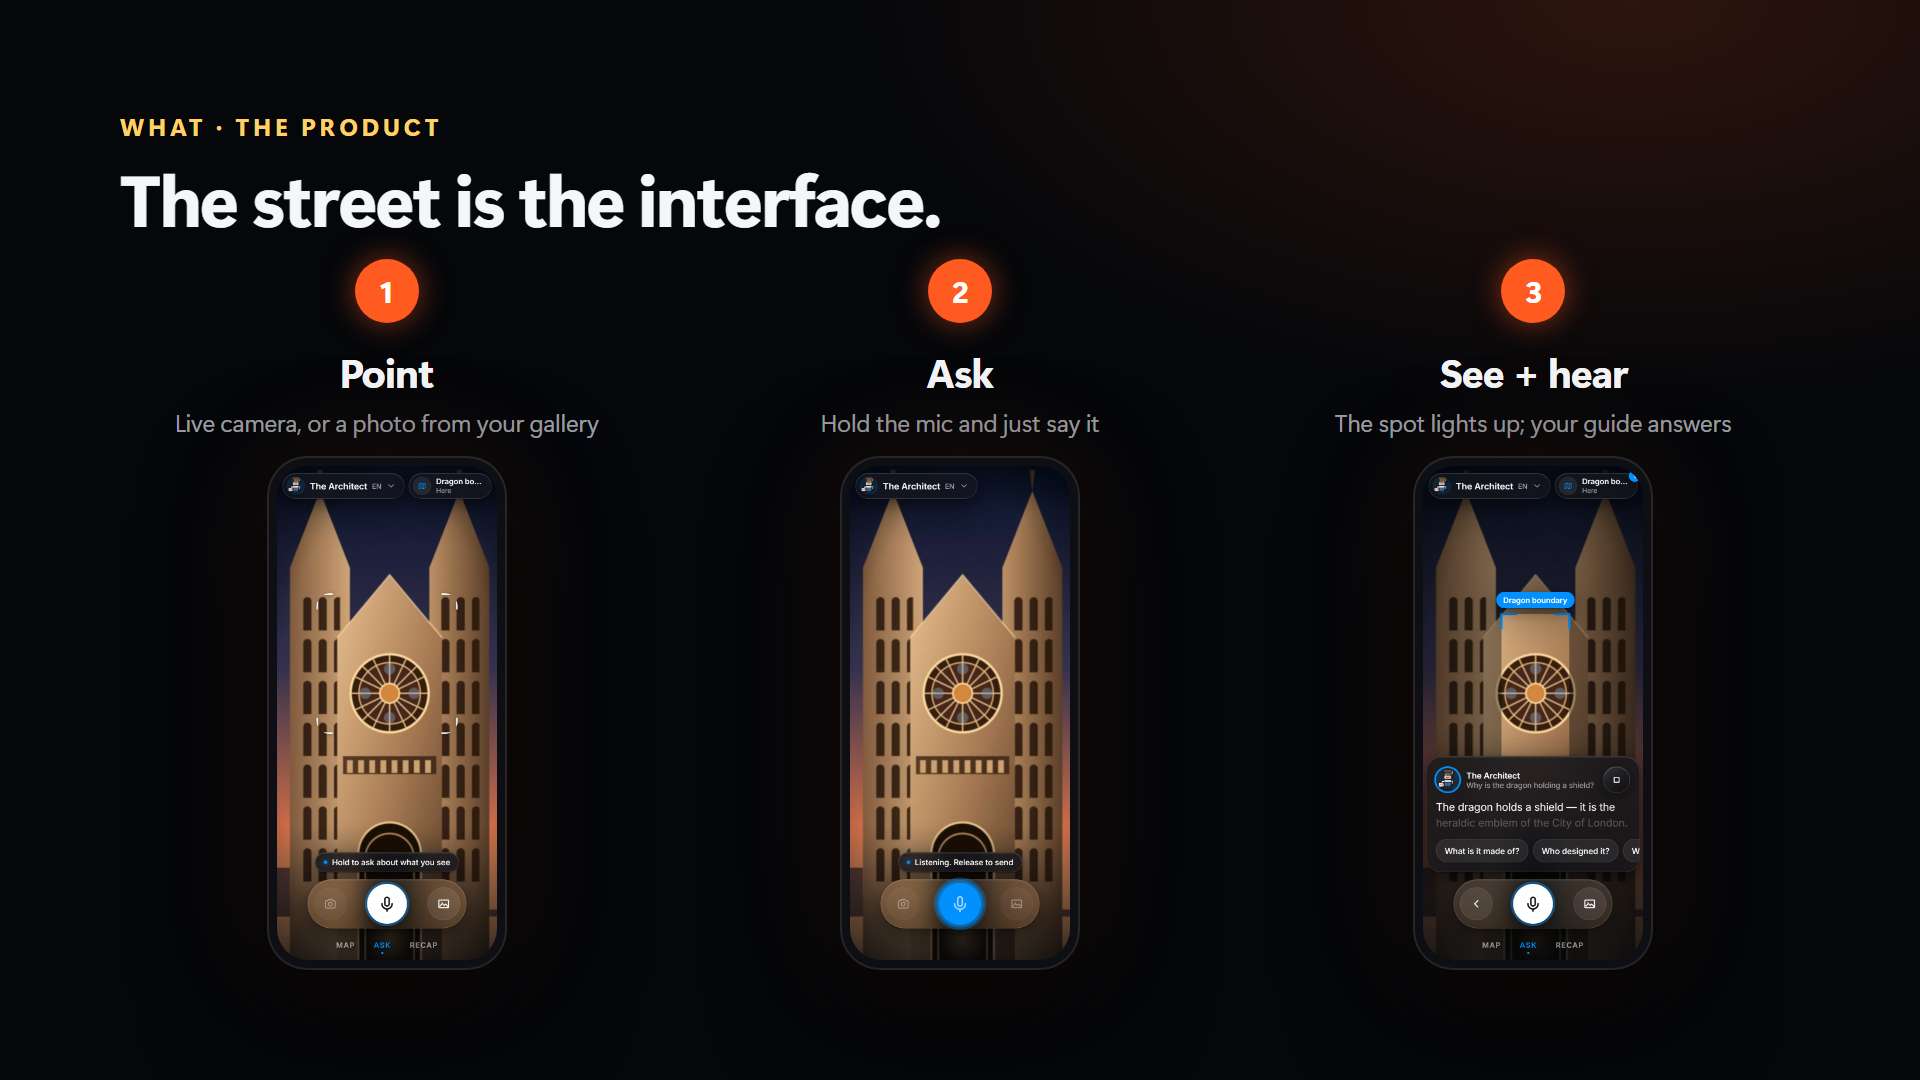 WHAT · THE PRODUCT
The street is the interface.
1
Point
Live camera, or a photo from your gallery
The Architect EN
Dragon bo...
Here
Hold to ask about what you see
MAP ASK RECAP
2
Ask
Hold the mic and just say it
The Architect EN
Listening. Release to send
3
See + hear
The spot lights up; your guide answers
The Architect EN
Dragon bo...
Here
Dragon boundary
The Architect
Why is the dragon holding a shield?
The dragon holds a shield — it is the
heraldic emblem of the City of London.
What is it made of? Who designed it? W
MAP ASK RECAP